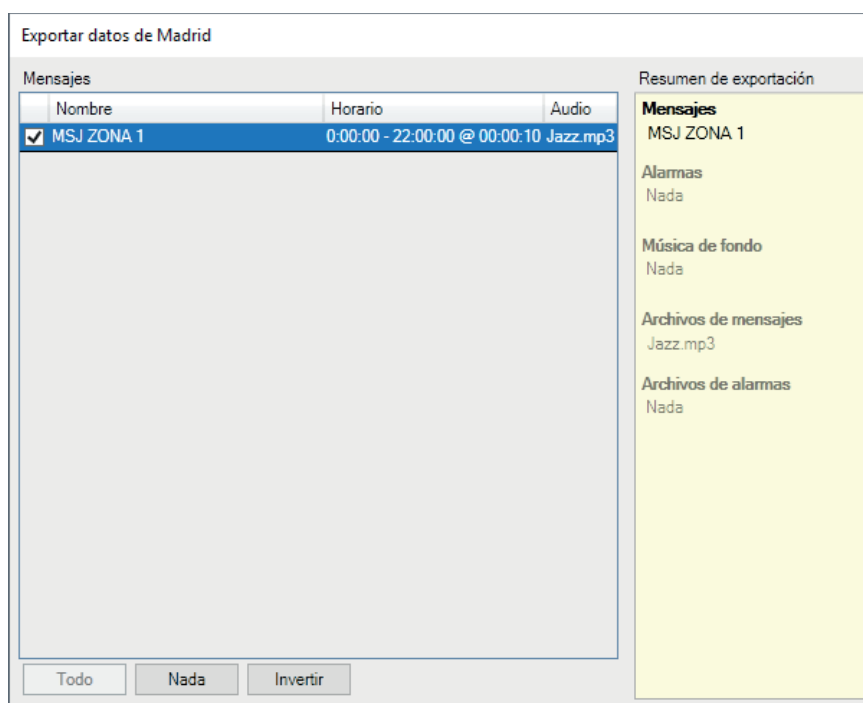 Exportar datos de Madrid
Mensajes
Nombre Horario Audio
MSJ ZONA 1 0:00:00 - 22:00:00 @ 00:00:10 Jazz.mp3
Todo Nada Invertir
Resumen de exportación
Mensajes
MSJ ZONA 1
Alarmas
Nada
Música de fondo
Nada
Archivos de mensajes
Jazz.mp3
Archivos de alarmas
Nada